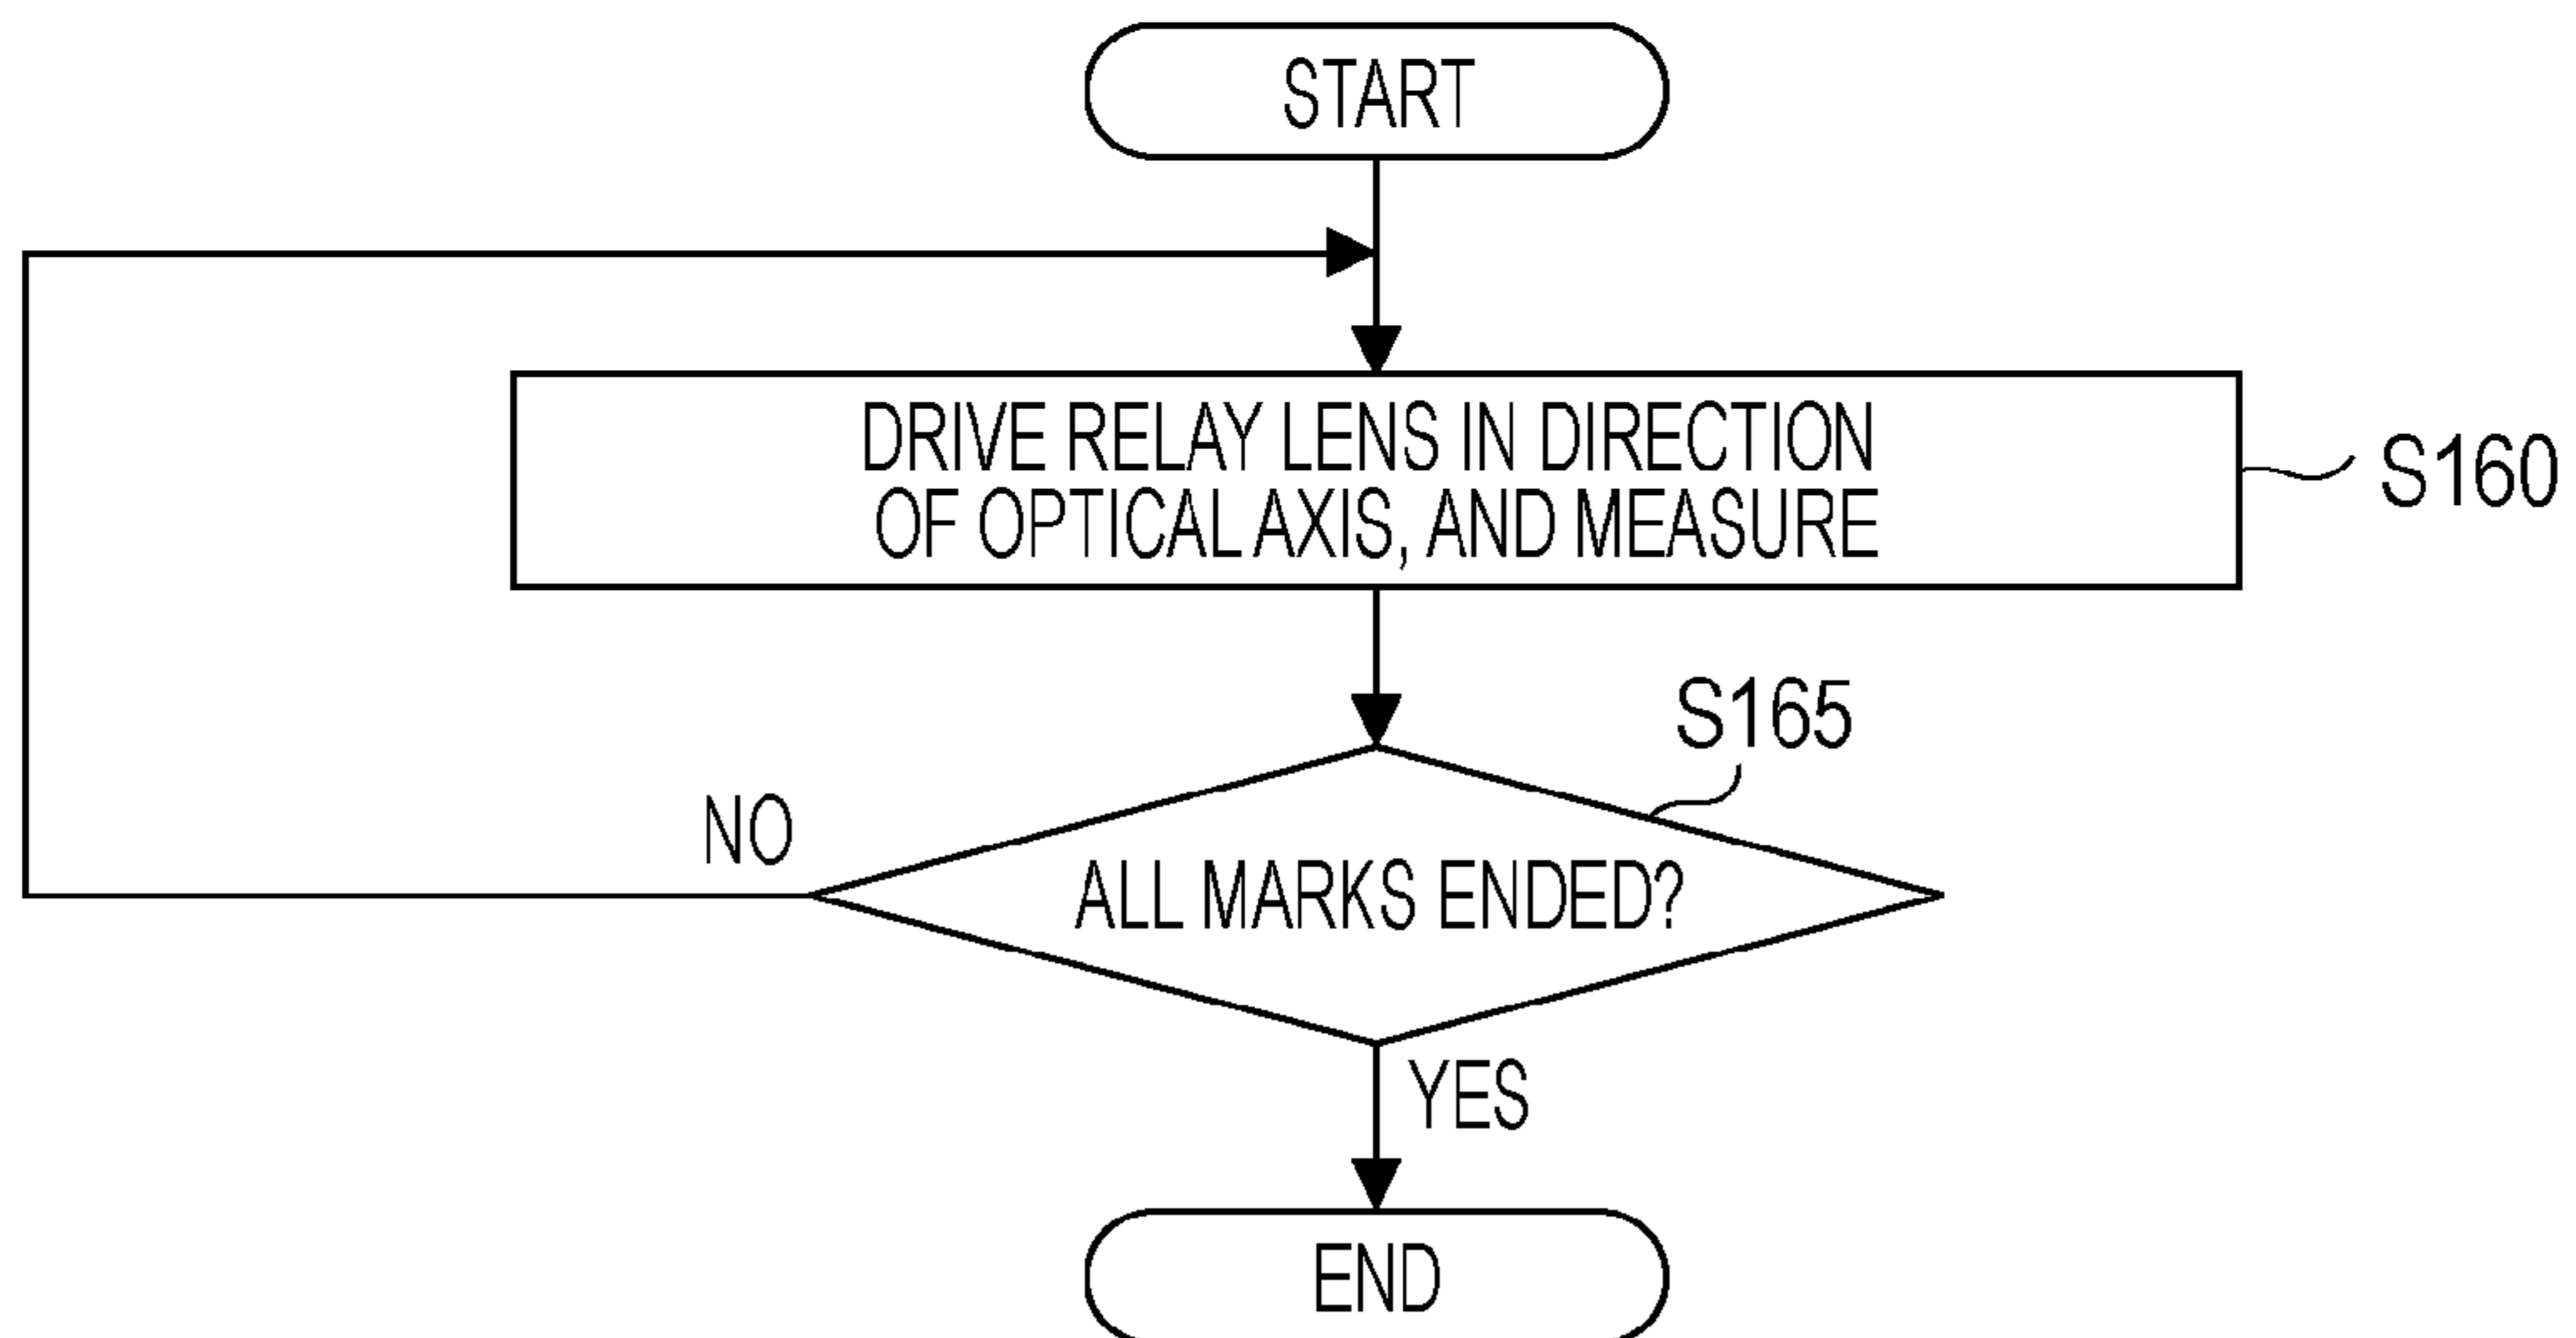 START
DRIVE RELAY LENS IN DIRECTION
OF OPTICAL AXIS, AND MEASURE
S160
S165
NO
ALL MARKS ENDED?
YES
END